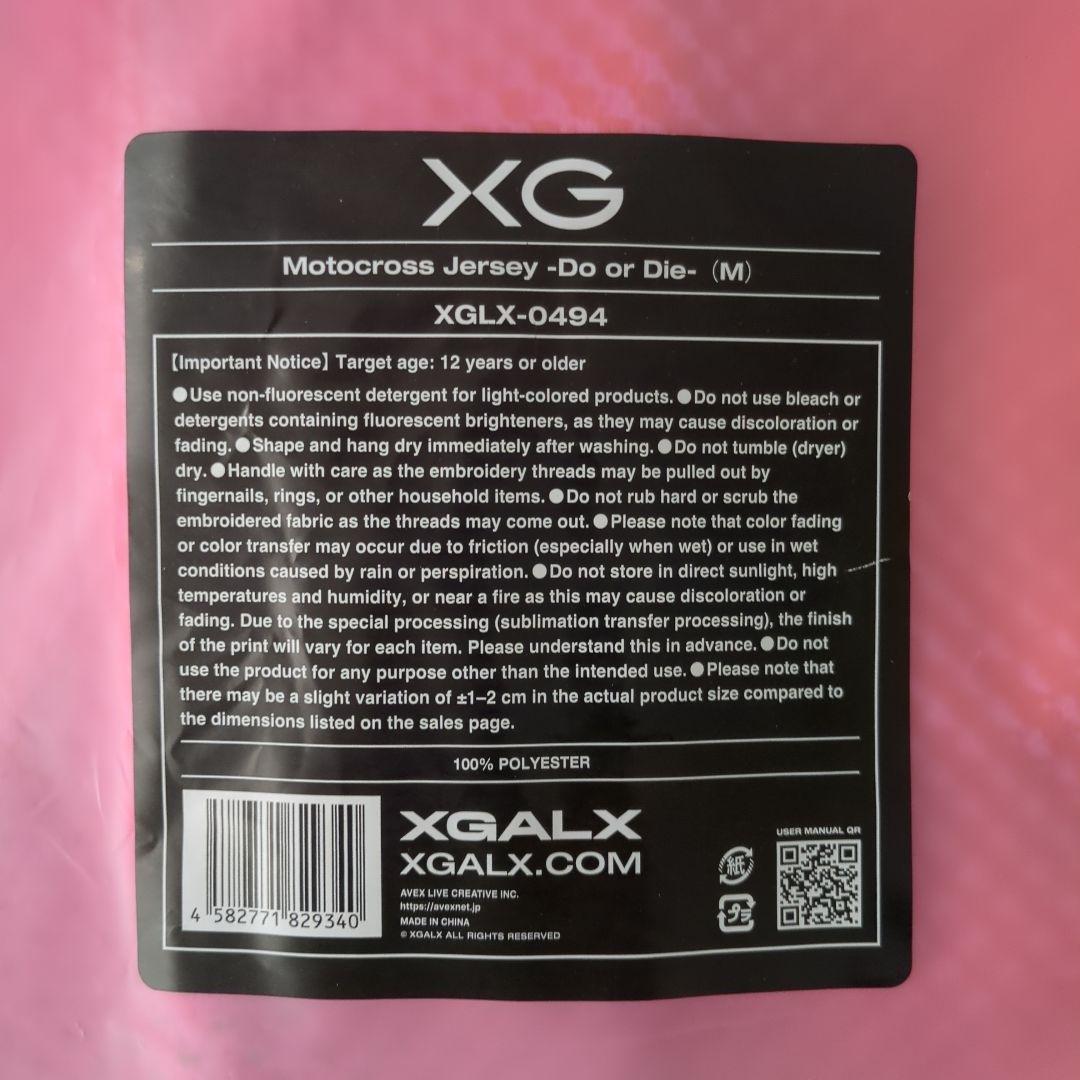 XG
Motocross Jersey -Do or Die-（M）
XGLX-0494
【Important Notice】Target age: 12 years or older
●Use non-fluorescent detergent for light-colored products. ●Do not use bleach or
detergents containing fluorescent brighteners, as they may cause discoloration or
fading. ●Shape and hang dry immediately after washing. ●Do not tumble (dryer)
dry. ●Handle with care as the embroidery threads may be pulled out by
fingernails, rings, or other household items. ●Do not rub hard or scrub the
embroidered fabric as the threads may come out. ●Please note that color fading
or color transfer may occur due to friction (especially when wet) or use in wet
conditions caused by rain or perspiration. ●Do not store in direct sunlight, high
temperatures and humidity, or near a fire as this may cause discoloration or
fading. Due to the special processing (sublimation transfer processing), the finish
of the print will vary for each item. Please understand this in advance. ●Do not
use the product for any purpose other than the intended use. ●Please note that
there may be a slight variation of ±1–2 cm in the actual product size compared to
the dimensions listed on the sales page.
100% POLYESTER
4 582771 829340
XGALX
XGALX.COM
AVEX LIVE CREATIVE INC.
https://avexnet.jp
MADE IN CHINA
© XGALX ALL RIGHTS RESERVED
紙
プラ
USER MANUAL QR